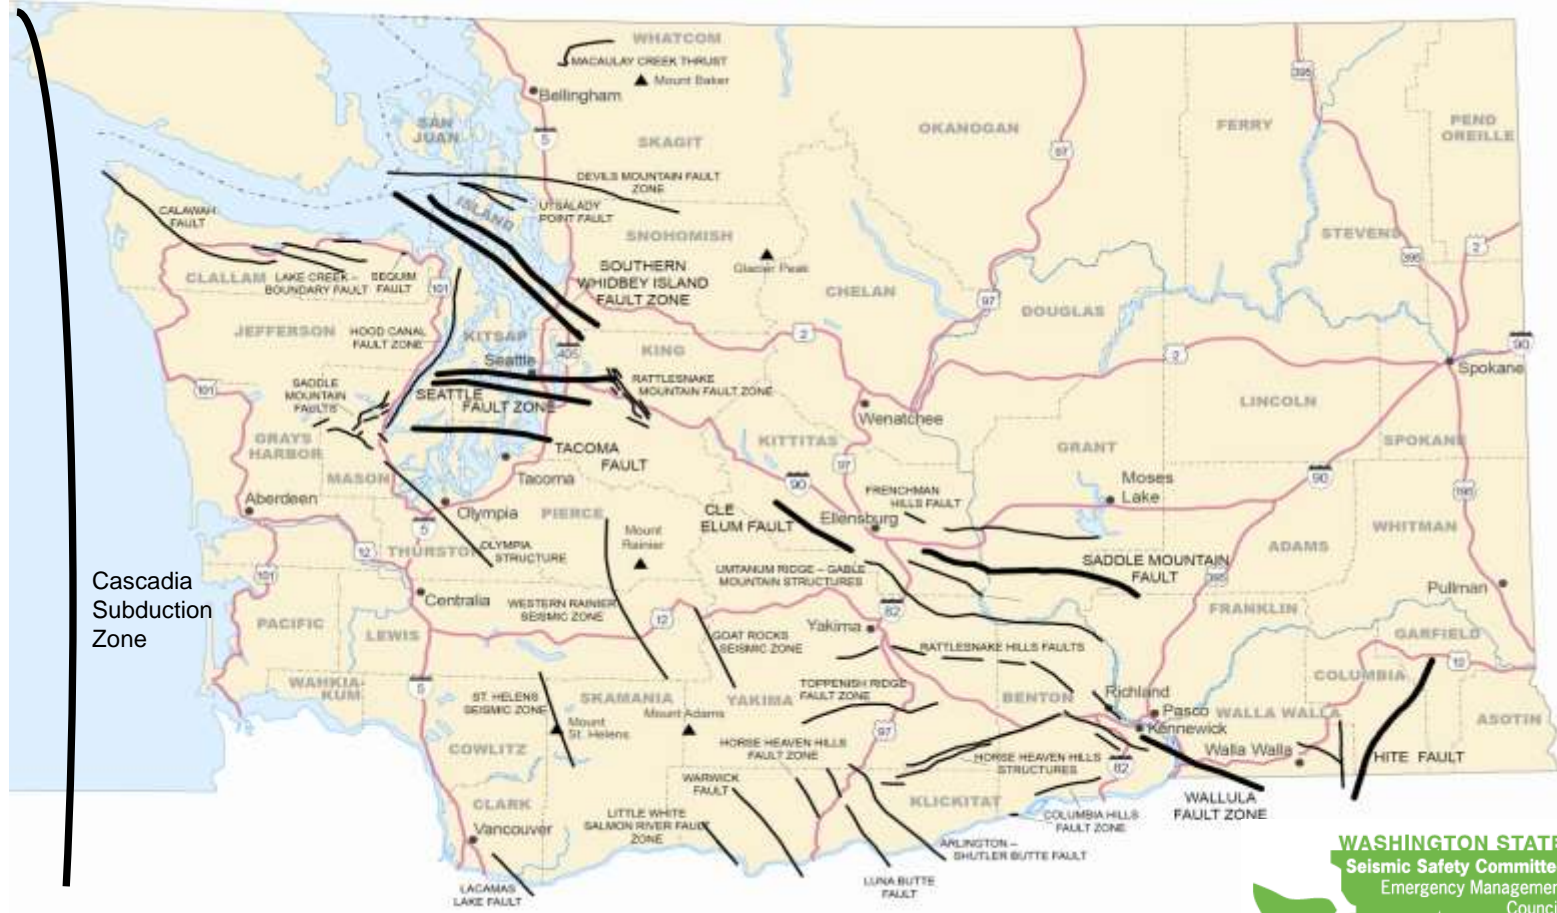 WHATCOM
MACAULAY CREEK THRUST
Mount Baker
Bellingham
SAN
JUAN
5
SKAGIT
OKANOGAN
97
FERRY
395
PEND
OREILLE
DEVILS MOUNTAIN FAULT
ZONE
UTSALADY
POINT FAULT
ISLAND
CALAWAH
FAULT
SNOHOMISH
STEVENS
395
2
CLALLAM
LAKE CREEK –
BOUNDARY FAULT
SEQUIM
FAULT
101
SOUTHERN
WHIDBEY ISLAND
FAULT ZONE
Glacier Peak
CHELAN
97
DOUGLAS
JEFFERSON
HOOD CANAL
FAULT ZONE
KITSAP
Seattle
405
KING
2
2
90
Spokane
101
SADDLE
MOUNTAIN
FAULTS
SEATTLE
FAULT ZONE
RATTLESNAKE
MOUNTAIN FAULT ZONE
Wenatchee
LINCOLN
GRAYS
HARBOR
MASON
TACOMA
FAULT
Tacoma
KITTITAS
97
90
GRANT
SPOKANE
90
395
Moses
Lake
FRENCHMAN
HILLS FAULT
Aberdeen
Olympia
5
12
THURSTON
OLYMPIA
STRUCTURE
PIERCE
Mount
Rainier
CLE
ELUM FAULT
Ellensburg
WHITMAN
ADAMS
SADDLE MOUNTAIN
FAULT
395
UMTANUM RIDGE – GABLE
MOUNTAIN STRUCTURES
Cascadia
Subduction
Zone
101
Centralia
WESTERN RAINIER
SEISMIC ZONE
12
82
Pullman
PACIFIC
LEWIS
GOAT ROCKS
SEISMIC ZONE
Yakima
RATTLESNAKE HILLS FAULTS
FRANKLIN
GARFIELD
12
WAHKIA-
KUM
5
ST. HELENS
SEISMIC ZONE
SKAMANIA
Mount
St. Helens
Mount Adams
YAKIMA
TOPPENISH RIDGE
FAULT ZONE
BENTON
Richland
Pasco
Kennewick
WALLA WALLA
Walla Walla
COLUMBIA
ASOTIN
HITE FAULT
COWLITZ
HORSE HEAVEN HILLS
FAULT ZONE
97
HORSE HEAVEN HILLS
STRUCTURES
82
WARWICK
FAULT
KLICKITAT
COLUMBIA HILLS
FAULT ZONE
WALLULA
FAULT ZONE
CLARK
Vancouver
LITTLE WHITE
SALMON RIVER FAULT
ZONE
ARLINGTON –
SHUTLER BUTTE FAULT
LUNA BUTTE
FAULT
LACAMAS
LAKE FAULT
WASHINGTON STATE
Seismic Safety Committe
Emergency Managemen
Counci